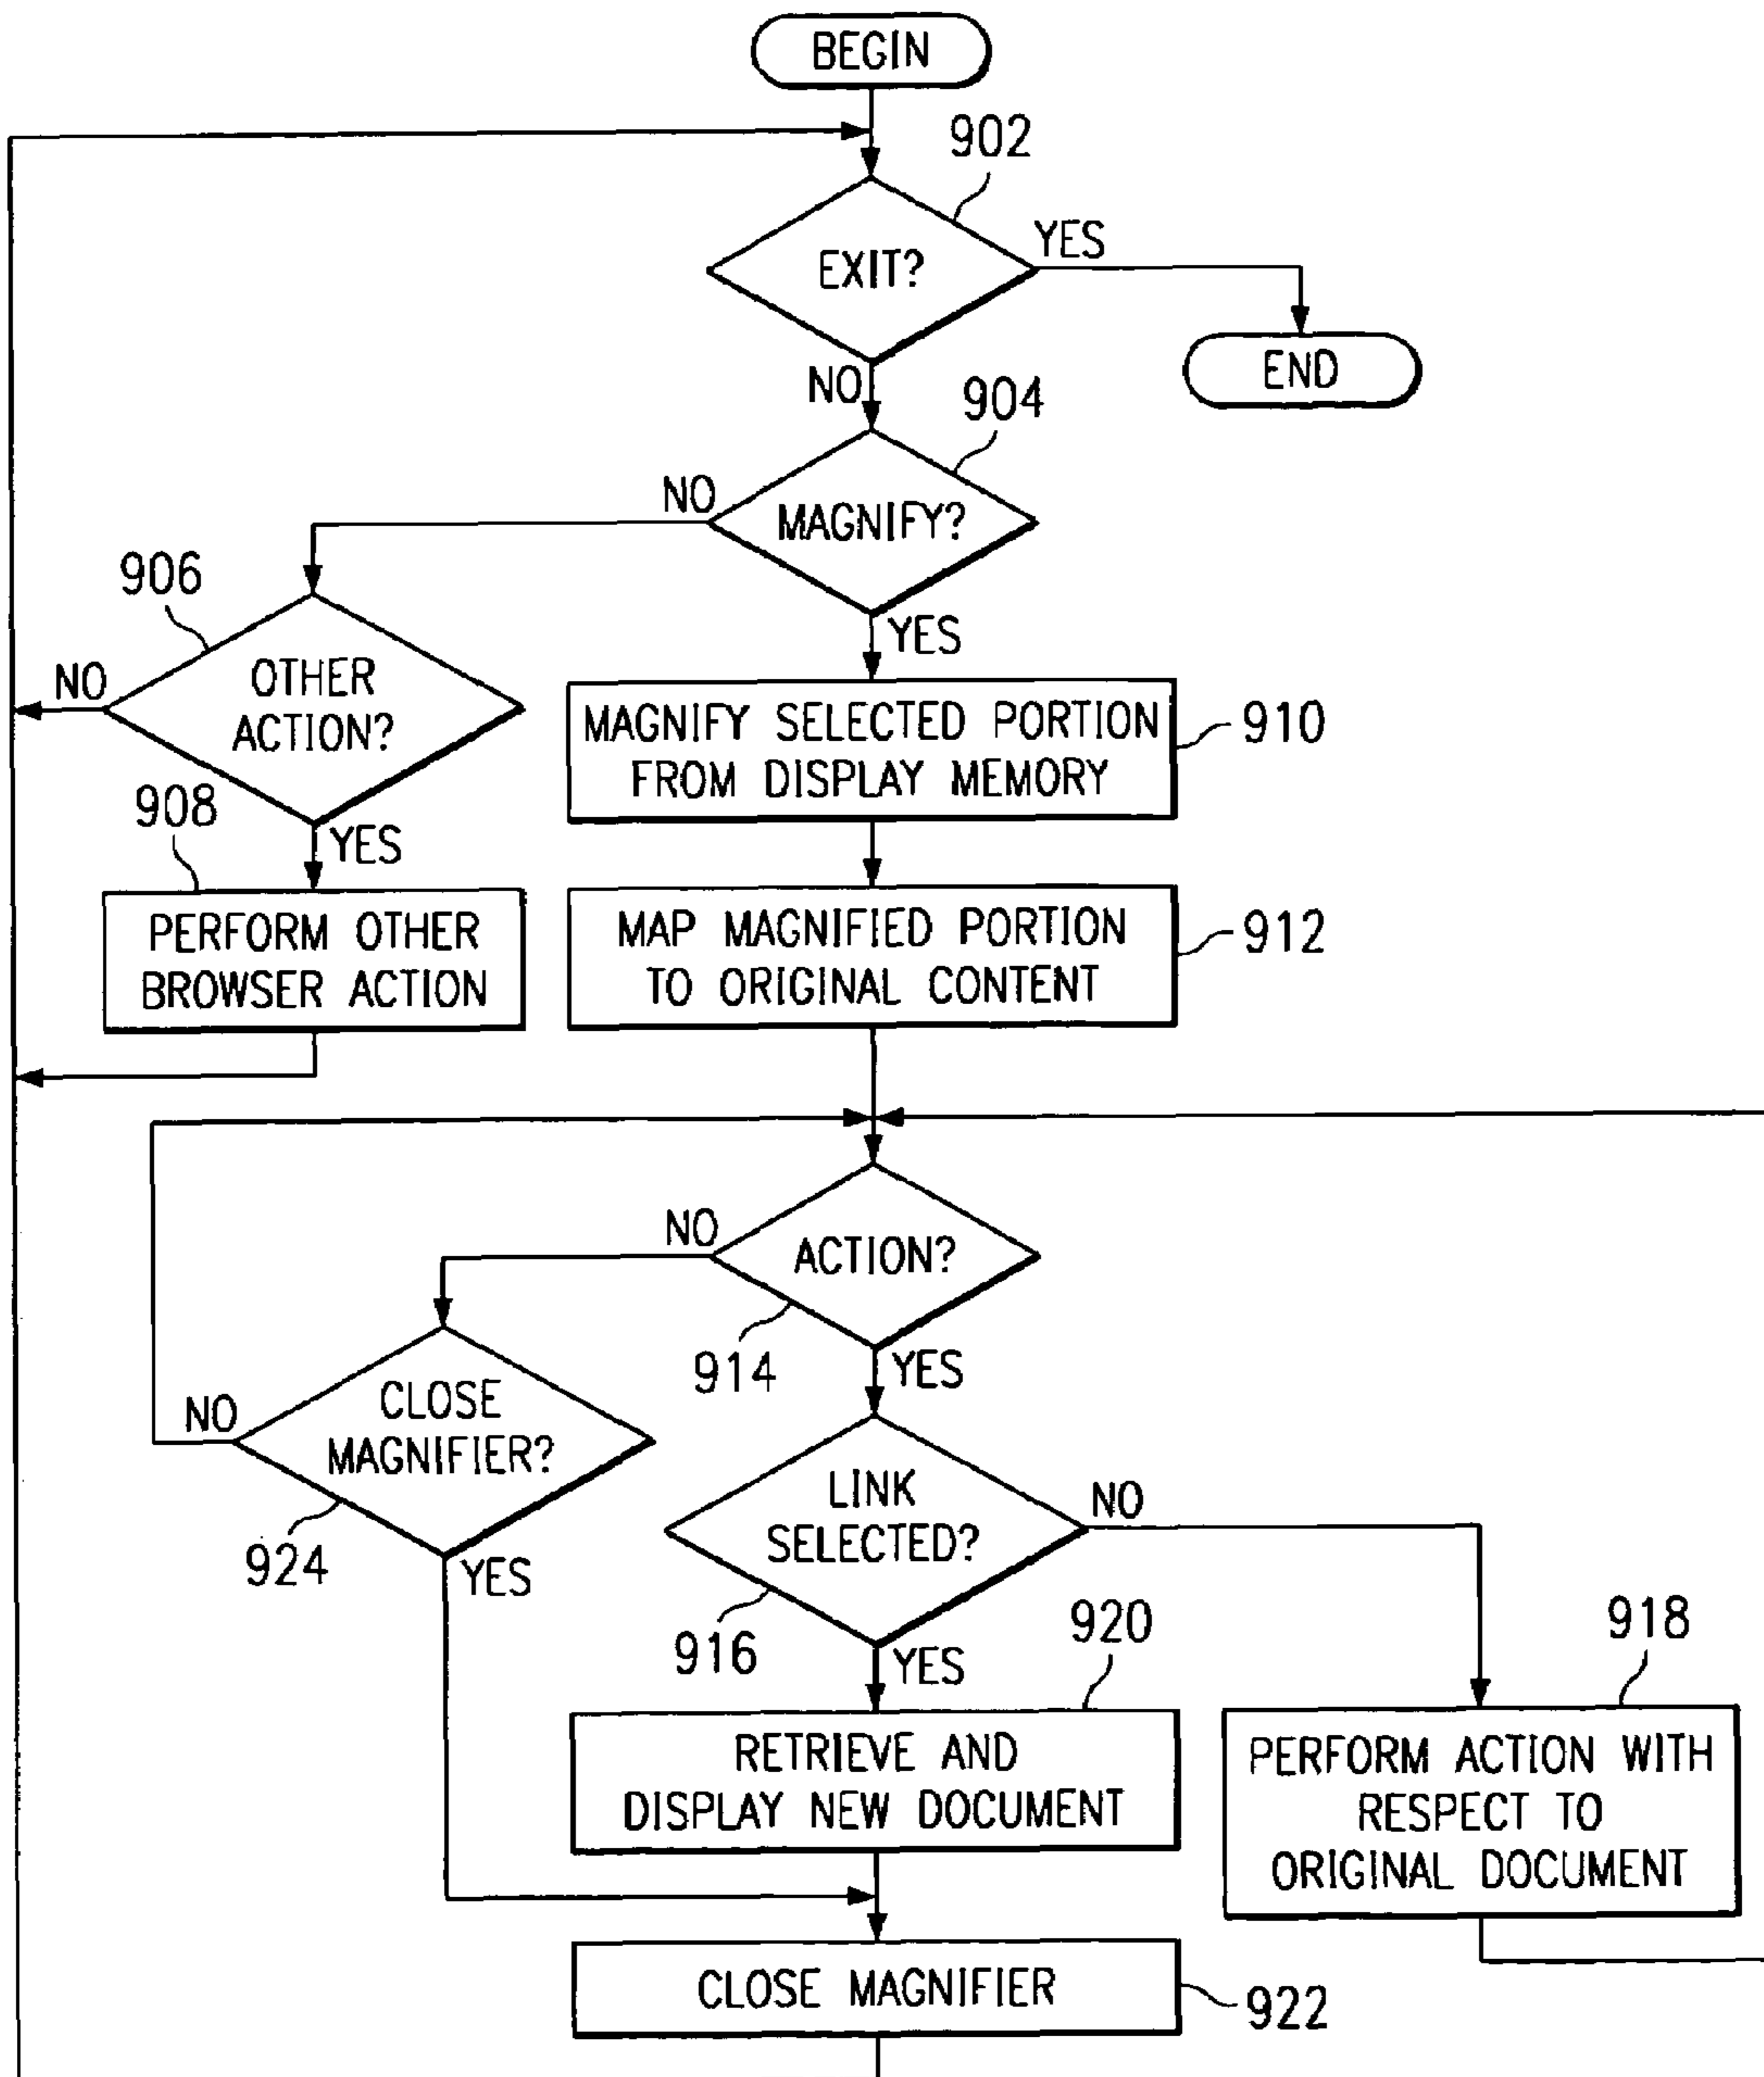 BEGIN
902
EXIT?
YES
END
NO
904
MAGNIFY?
NO
YES
906
OTHER
ACTION?
NO
YES
908
PERFORM OTHER
BROWSER ACTION
MAGNIFY SELECTED PORTION
FROM DISPLAY MEMORY
910
MAP MAGNIFIED PORTION
TO ORIGINAL CONTENT
912
ACTION?
NO
914
YES
CLOSE
MAGNIFIER?
NO
924
YES
LINK
SELECTED?
NO
916
YES
920
RETRIEVE AND
DISPLAY NEW DOCUMENT
918
PERFORM ACTION WITH
RESPECT TO
ORIGINAL DOCUMENT
CLOSE MAGNIFIER
922